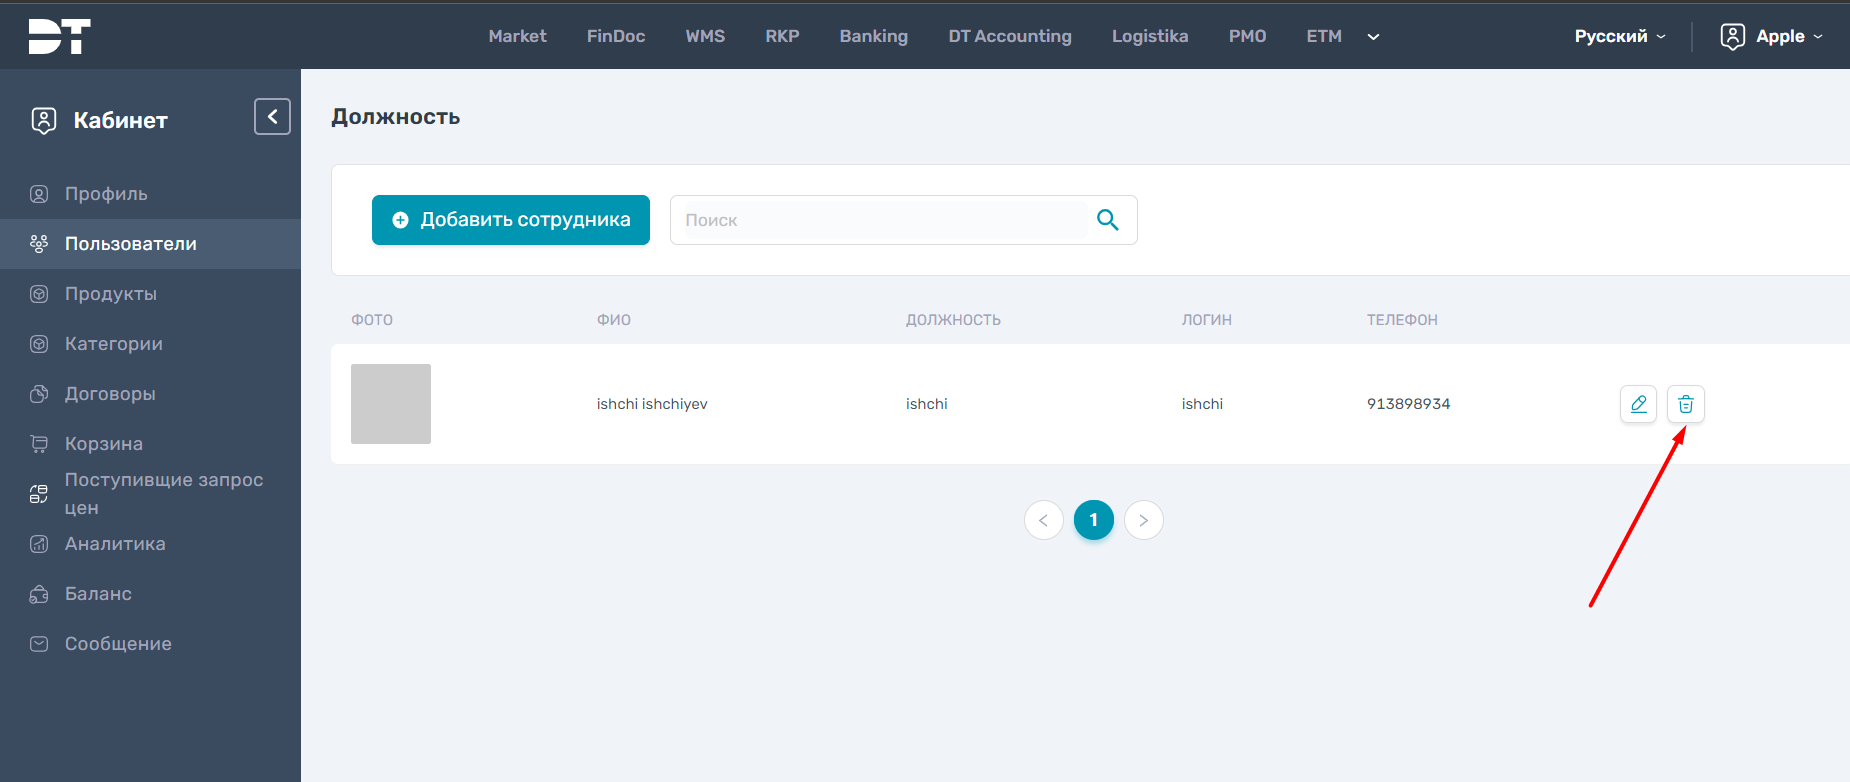 DT
Market FinDoc WMS RKP Banking DT Accounting Logistika PMO ETM
Русский
Apple
Кабинет
Профиль
Пользователи
Продукты
Категории
Договоры
Корзина
Поступивщие запрос
цен
Аналитика
Баланс
Сообщение
Должность
Добавить сотрудника
Поиск
ФОТО ФИО ДОЛЖНОСТЬ ЛОГИН ТЕЛЕФОН
ishchi ishchiyev ishchi ishchi 913898934
1